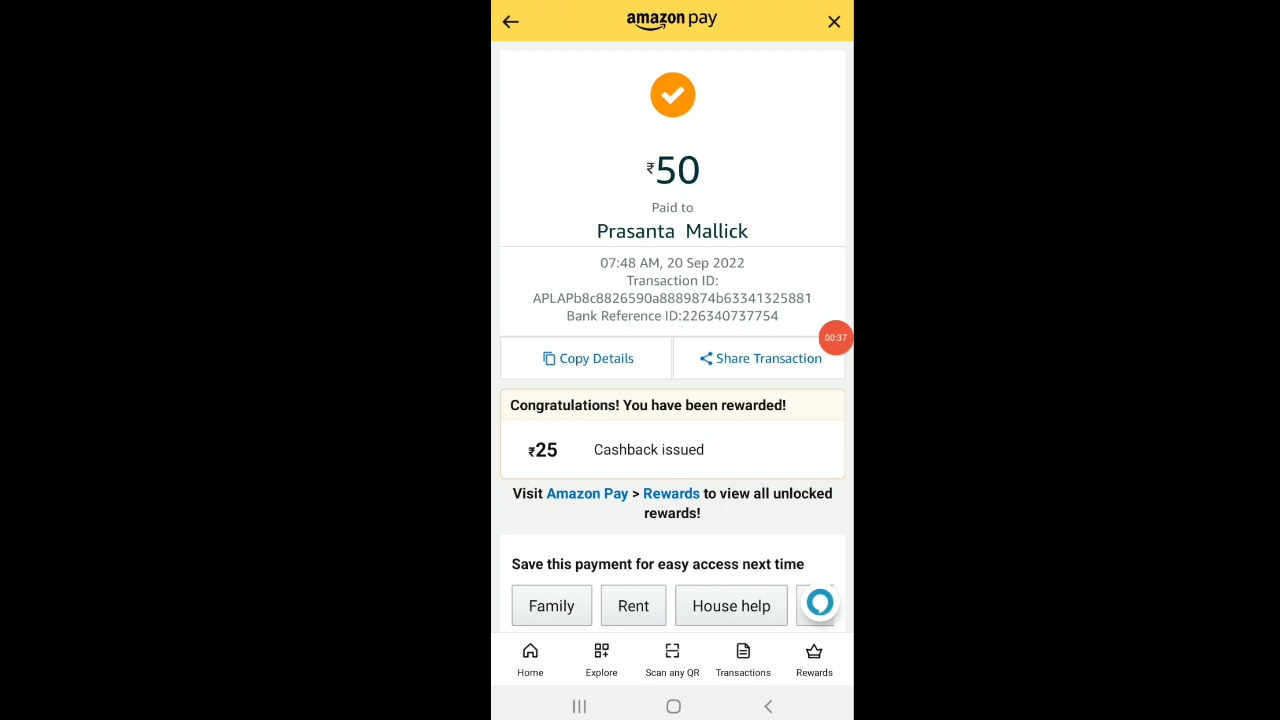 amazon pay
₹50
Paid to
Prasanta Mallick
07:48 AM, 20 Sep 2022
Transaction ID:
APLAPb8c8826590a8889874b63341325881
Bank Reference ID:226340737754
00:37
Copy Details
Share Transaction
Congratulations! You have been rewarded!
₹25 Cashback issued
Visit Amazon Pay > Rewards to view all unlocked
rewards!
Save this payment for easy access next time
Family
Rent
House help
Home
Explore
Scan any QR
Transactions
Rewards